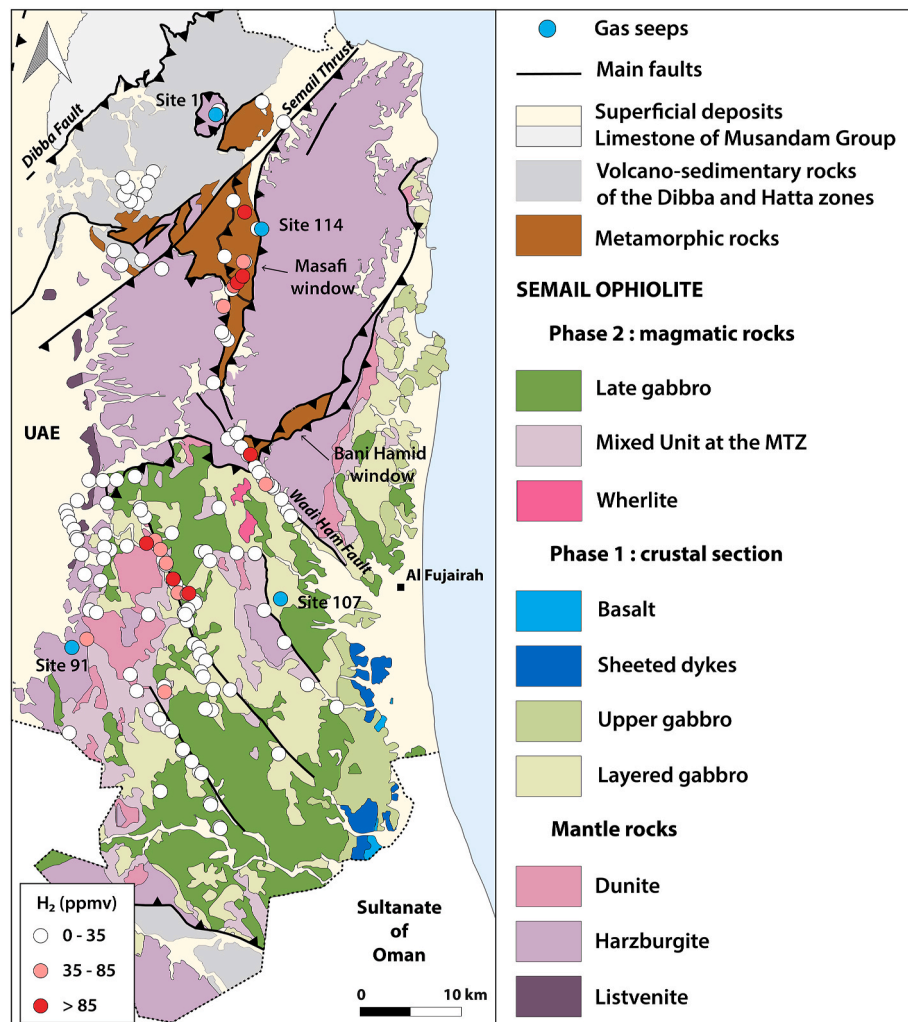 Site 1
Semail Thrust
Dibba Fault
Site 114
Masafi
window
UAE
Bani Hamid
window
Wadi Ham Fault
Al Fujairah
Site 107
Site 91
Sultanate
of
Oman
H₂ (ppmv)
0 - 35
35 - 85
> 85
0 10 km
Gas seeps
Main faults
Superficial deposits
Limestone of Musandam Group
Volcano-sedimentary rocks
of the Dibba and Hatta zones
Metamorphic rocks
SEMAIL OPHIOLITE
Phase 2 : magmatic rocks
Late gabbro
Mixed Unit at the MTZ
Wherlite
Phase 1 : crustal section
Basalt
Sheeted dykes
Upper gabbro
Layered gabbro
Mantle rocks
Dunite
Harzburgite
Listvenite